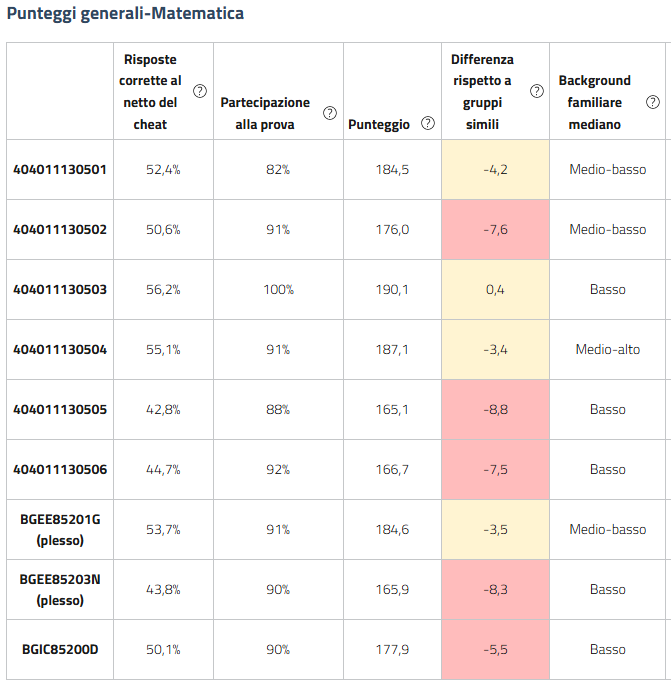 Punteggi generali-Matematica
Risposte
corrette al
netto del
cheat
?
Partecipazione
alla prova
?
Punteggio
?
Differenza
rispetto a
gruppi
simili
?
Background
familiare
mediano
?
404011130501 52,4% 82% 184,5 -4,2 Medio-basso
404011130502 50,6% 91% 176,0 -7,6 Medio-basso
404011130503 56,2% 100% 190,1 0,4 Basso
404011130504 55,1% 91% 187,1 -3,4 Medio-alto
404011130505 42,8% 88% 165,1 -8,8 Basso
404011130506 44,7% 92% 166,7 -7,5 Basso
BGEE85201G
(plesso) 53,7% 91% 184,6 -3,5 Medio-basso
BGEE85203N
(plesso) 43,8% 90% 165,9 -8,3 Basso
BGIC85200D 50,1% 90% 177,9 -5,5 Basso